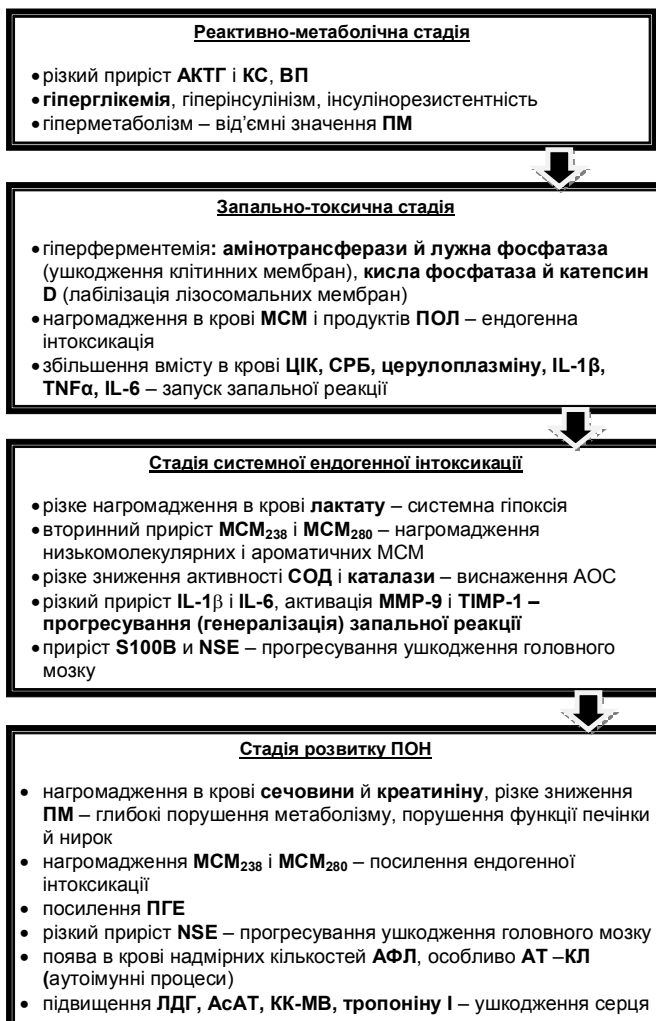 Реактивно-метаболічна стадія
•різкий приріст АКТГ і КС, ВП
•гіперглікемія, гіперінсулінізм, інсулінорезистентність
•гіперметаболізм – від’ємні значення ПМ
Запально-токсична стадія
•гіперферментемія: амінотрансферази й лужна фосфатаза
(ушкодження клітинних мембран), кисла фосфатаза й катепсин
D (лабілізація лізосомальних мембран)
•нагромадження в крові МСМ і продуктів ПОЛ – ендогенна
інтоксикація
•збільшення вмісту в крові ЦІК, СРБ, церулоплазміну, IL-1β,
TNFα, IL-6 – запуск запальної реакції
Стадія системної ендогенної інтоксикації
•різке нагромадження в крові лактату – системна гіпоксія
•вторинний приріст МСМ238 і МСМ280 – нагромадження
низькомолекулярних і ароматичних МСМ
•різке зниження активності СОД і каталази – виснаження АОС
•різкий приріст IL-1β і IL-6, активація ММР-9 і TIMP-1 –
прогресування (генералізація) запальної реакції
•приріст S100B и NSE – прогресування ушкодження головного
мозку
Стадія розвитку ПОН
• нагромадження в крові сечовини й креатиніну, різке зниження
ПМ – глибокі порушення метаболізму, порушення функції печінки
й нирок
• нагромадження МСМ238 і МСМ280 – посилення ендогенної
інтоксикації
• посилення ПГЕ
• різкий приріст NSE – прогресування ушкодження головного мозку
• поява в крові надмірних кількостей АФЛ, особливо АТ –КЛ
(аутоімунні процеси)
• підвищення ЛДГ, АсАТ, КК-МВ, тропоніну I – ушкодження серця